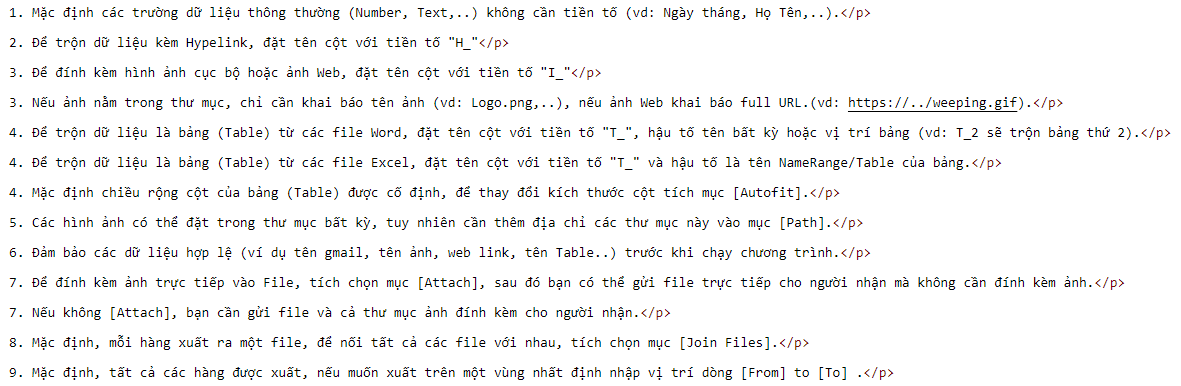 1. Mặc định các trường dữ liệu thông thường (Number, Text,..) không cần tiền tố (vd: Ngày tháng, Họ Tên,..).</p>
2. Để trộn dữ liệu kèm Hypelink, đặt tên cột với tiền tố "H_"</p>
3. Để đính kèm hình ảnh cục bộ hoặc ảnh Web, đặt tên cột với tiền tố "I_"</p>
3. Nếu ảnh nằm trong thư mục, chỉ cần khai báo tên ảnh (vd: Logo.png,..), nếu ảnh Web khai báo full URL.(vd: https://../weeping.gif).</p>
4. Để trộn dữ liệu là bảng (Table) từ các file Word, đặt tên cột với tiền tố "T_", hậu tố tên bất kỳ hoặc vị trí bảng (vd: T_2 sẽ trộn bảng thứ 2).</p>
4. Để trộn dữ liệu là bảng (Table) từ các file Excel, đặt tên cột với tiền tố "T_" và hậu tố là tên NameRange/Table của bảng.</p>
4. Mặc định chiều rộng cột của bảng (Table) được cố định, để thay đổi kích thước cột tích mục [Autofit].</p>
5. Các hình ảnh có thể đặt trong thư mục bất kỳ, tuy nhiên cần thêm địa chỉ các thư mục này vào mục [Path].</p>
6. Đảm bảo các dữ liệu hợp lệ (ví dụ tên gmail, tên ảnh, web link, tên Table..) trước khi chạy chương trình.</p>
7. Để đính kèm ảnh trực tiếp vào File, tích chọn mục [Attach], sau đó bạn có thể gửi file trực tiếp cho người nhận mà không cần đính kèm ảnh.</p>
7. Nếu không [Attach], bạn cần gửi file và cả thư mục ảnh đính kèm cho người nhận.</p>
8. Mặc định, mỗi hàng xuất ra một file, để nối tất cả các file với nhau, tích chọn mục [Join Files].</p>
9. Mặc định, tất cả các hàng được xuất, nếu muốn xuất trên một vùng nhất định nhập vị trí dòng [From] to [To] .</p>